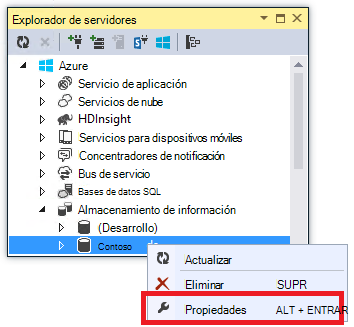 Explorador de servidores
Azure
Servicio de aplicación
Servicios de nube
HDInsight
Servicios para dispositivos móviles
Concentradores de notificación
Bus de servicio
Bases de datos SQL
Almacenamiento de información
(Desarrollo)
Contoso de
Actualizar
Eliminar SUPR
Propiedades ALT + ENTRAR